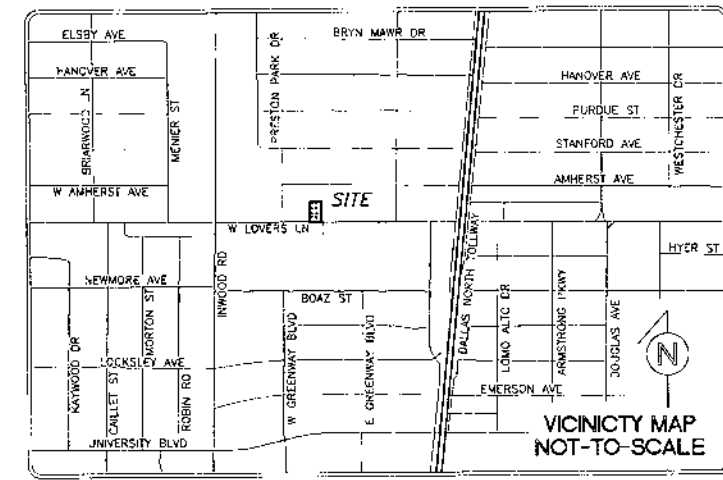 ELSBY AVE
BRYN MAWR DR
HANOVER AVE
PRESTON PARK DR
HANOVER AVE
BRIARWOOD LN
MENIER ST
PURDUE ST
WESTCHESTER DR
STANFORD AVE
W AMHERST AVE
AMHERST AVE
SITE
W LOVERS LN
HYER ST
INWOOD RD
DALLAS NORTH TOLLWAY
NEWMORE AVE
BOAZ ST
MORTON ST
LOMO ALTO DR
ARMSTRONG PKWY
DOUGLAS AVE
KAYWOOD DR
LOCKSLEY AVE
CAILLET ST
ROBIN RD
W GREENWAY BLVD
E GREENWAY BLVD
EMERSON AVE
N
UNIVERSITY BLVD
VICINICTY MAP
NOT-TO-SCALE